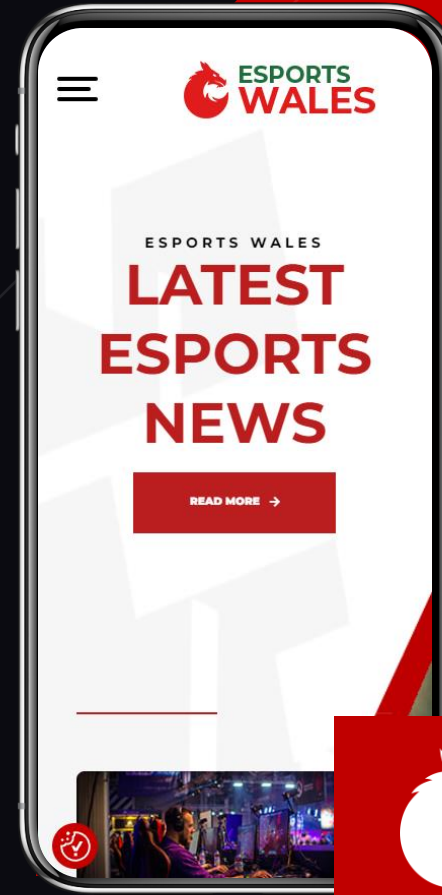 ESPORTS
WALES
ESPORTS WALES
LATEST
ESPORTS
NEWS
READ MORE →